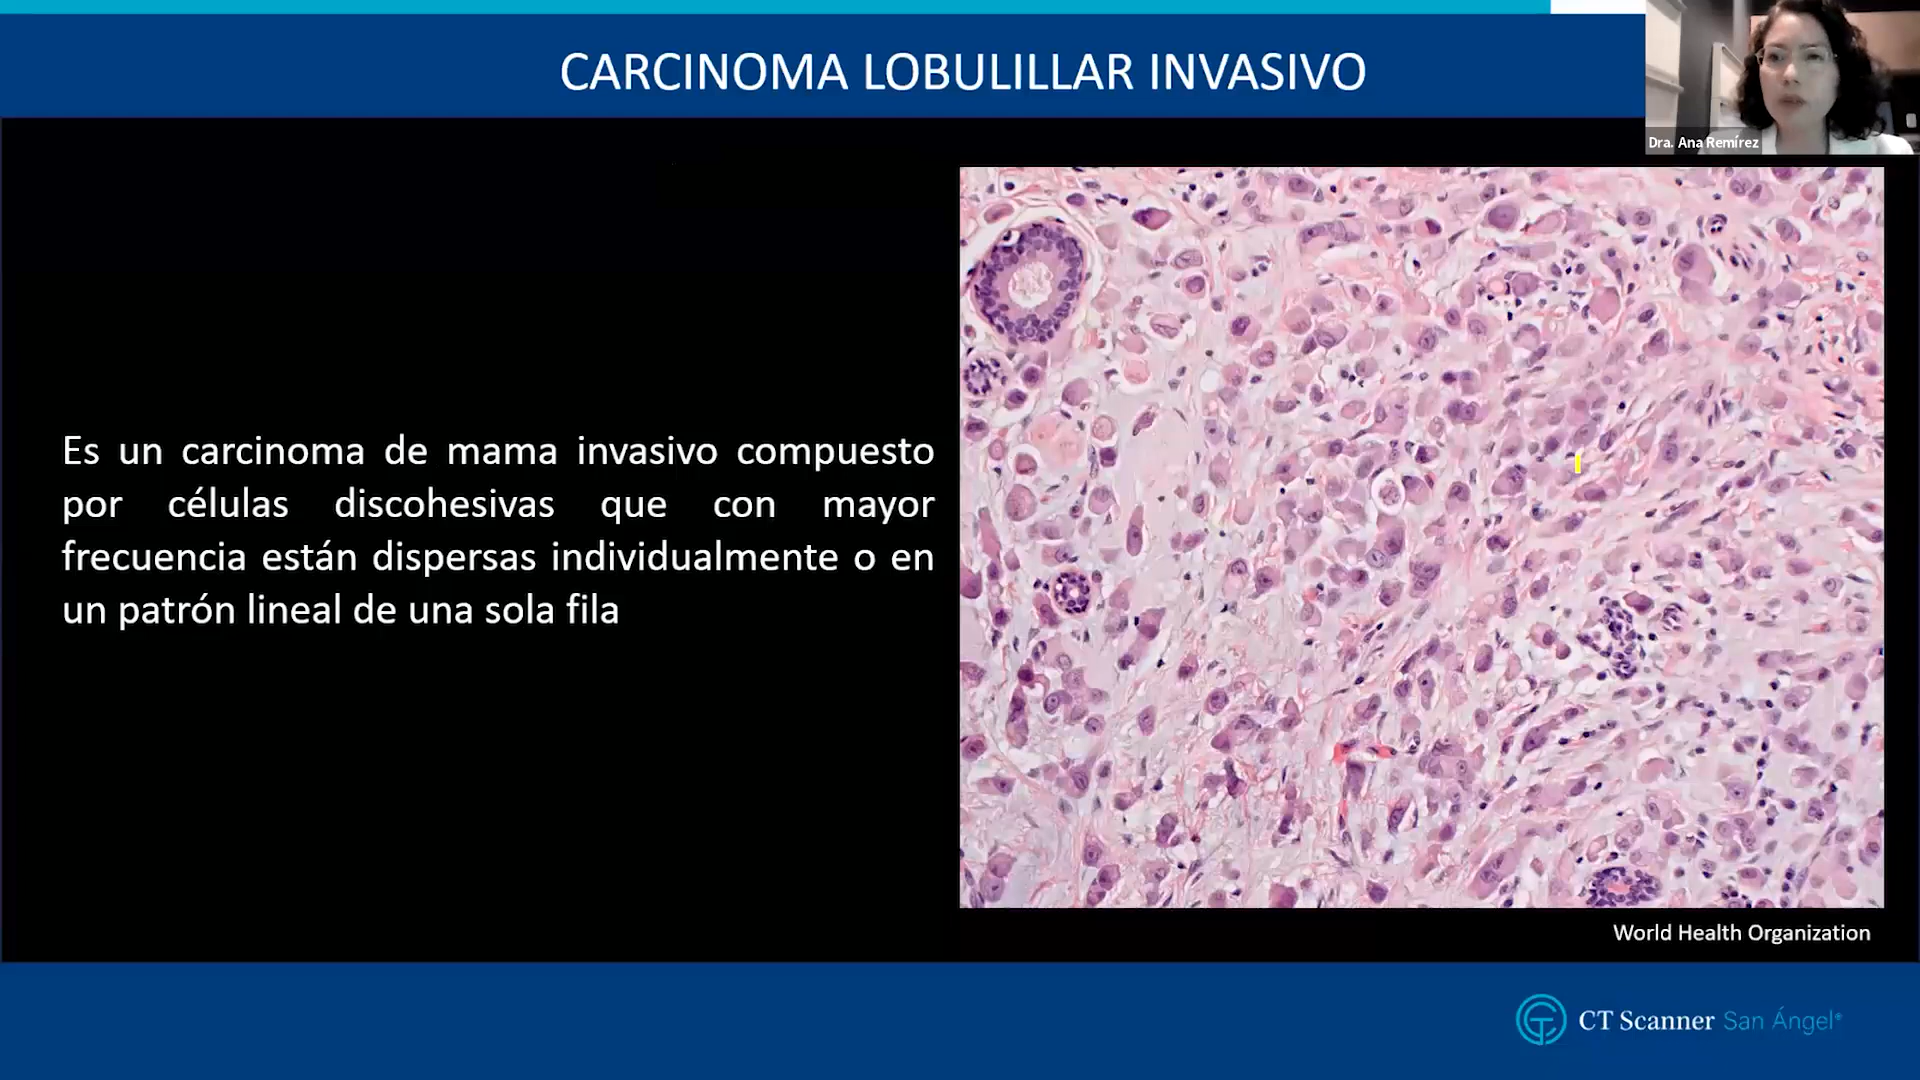 CARCINOMA LOBULILLAR INVASIVO
Dra. Ana Remírez
Es un carcinoma de mama invasivo compuesto
por células discohesivas que con mayor
frecuencia están dispersas individualmente o en
un patrón lineal de una sola fila
World Health Organization
CT Scanner San Ángel®